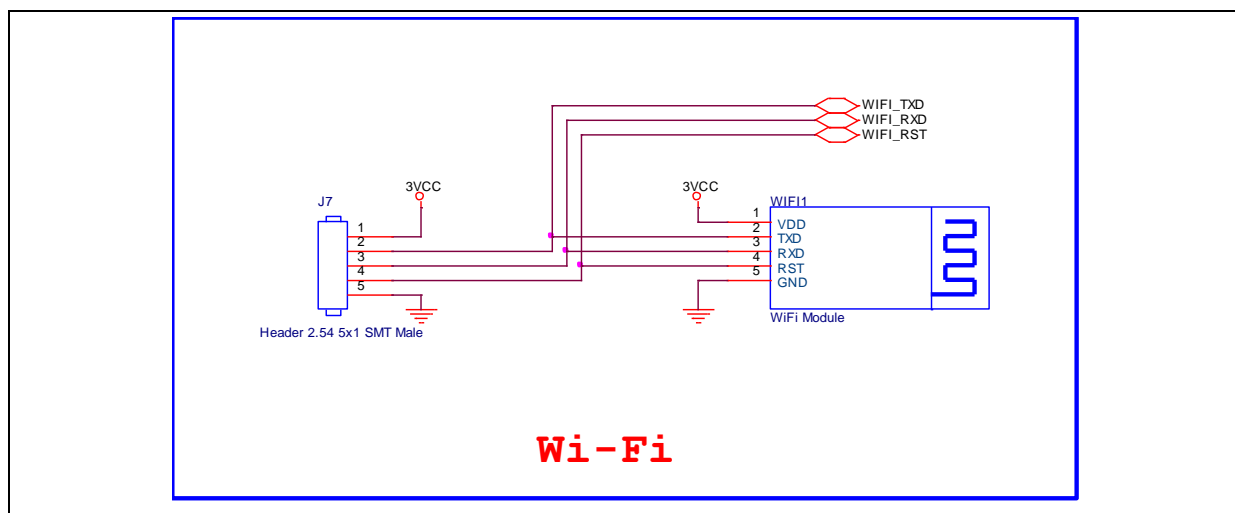 WIFI_TXD
WIFI_RXD
WIFI_RST
3VCC
3VCC
J7
WIFI1
1
2
3
4
5
1
2
3
4
5
VDD
TXD
RXD
RST
GND
Header 2.54 5x1 SMT Male
WiFi Module
Wi-Fi